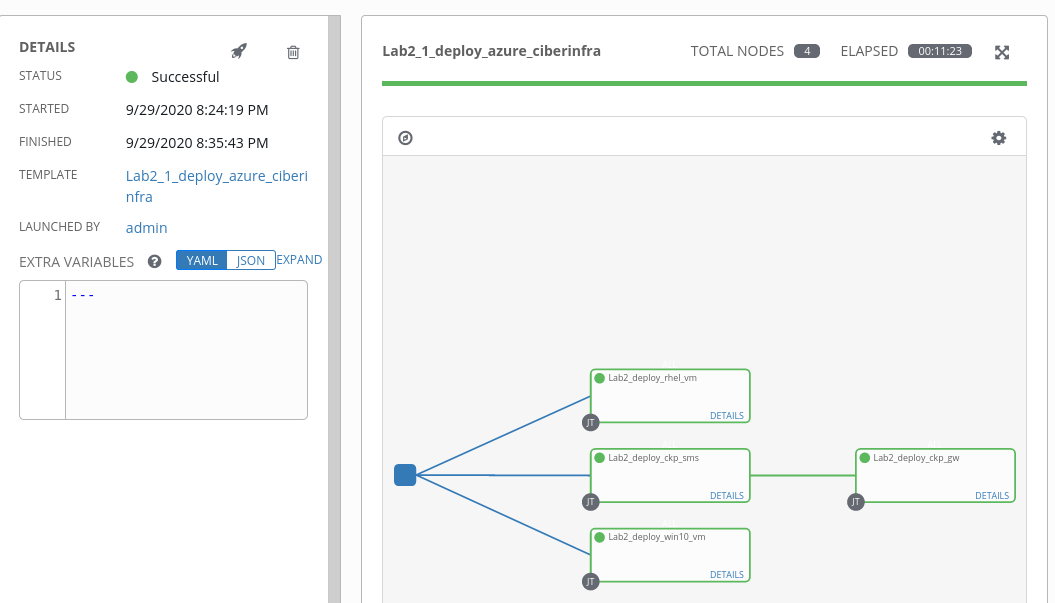 DETAILS
STATUS Successful
STARTED 9/29/2020 8:24:19 PM
FINISHED 9/29/2020 8:35:43 PM
TEMPLATE Lab2_1_deploy_azure_ciberi
nfra
LAUNCHED BY admin
EXTRA VARIABLES ? YAML JSON EXPAND
1 ---
Lab2_1_deploy_azure_ciberinfra TOTAL NODES 4 ELAPSED 00:11:23
Lab2_deploy_rhel_vm
DETAILS
JT
Lab2_deploy_ckp_sms
DETAILS
JT
Lab2_deploy_ckp_gw
DETAILS
JT
Lab2_deploy_win10_vm
DETAILS
JT